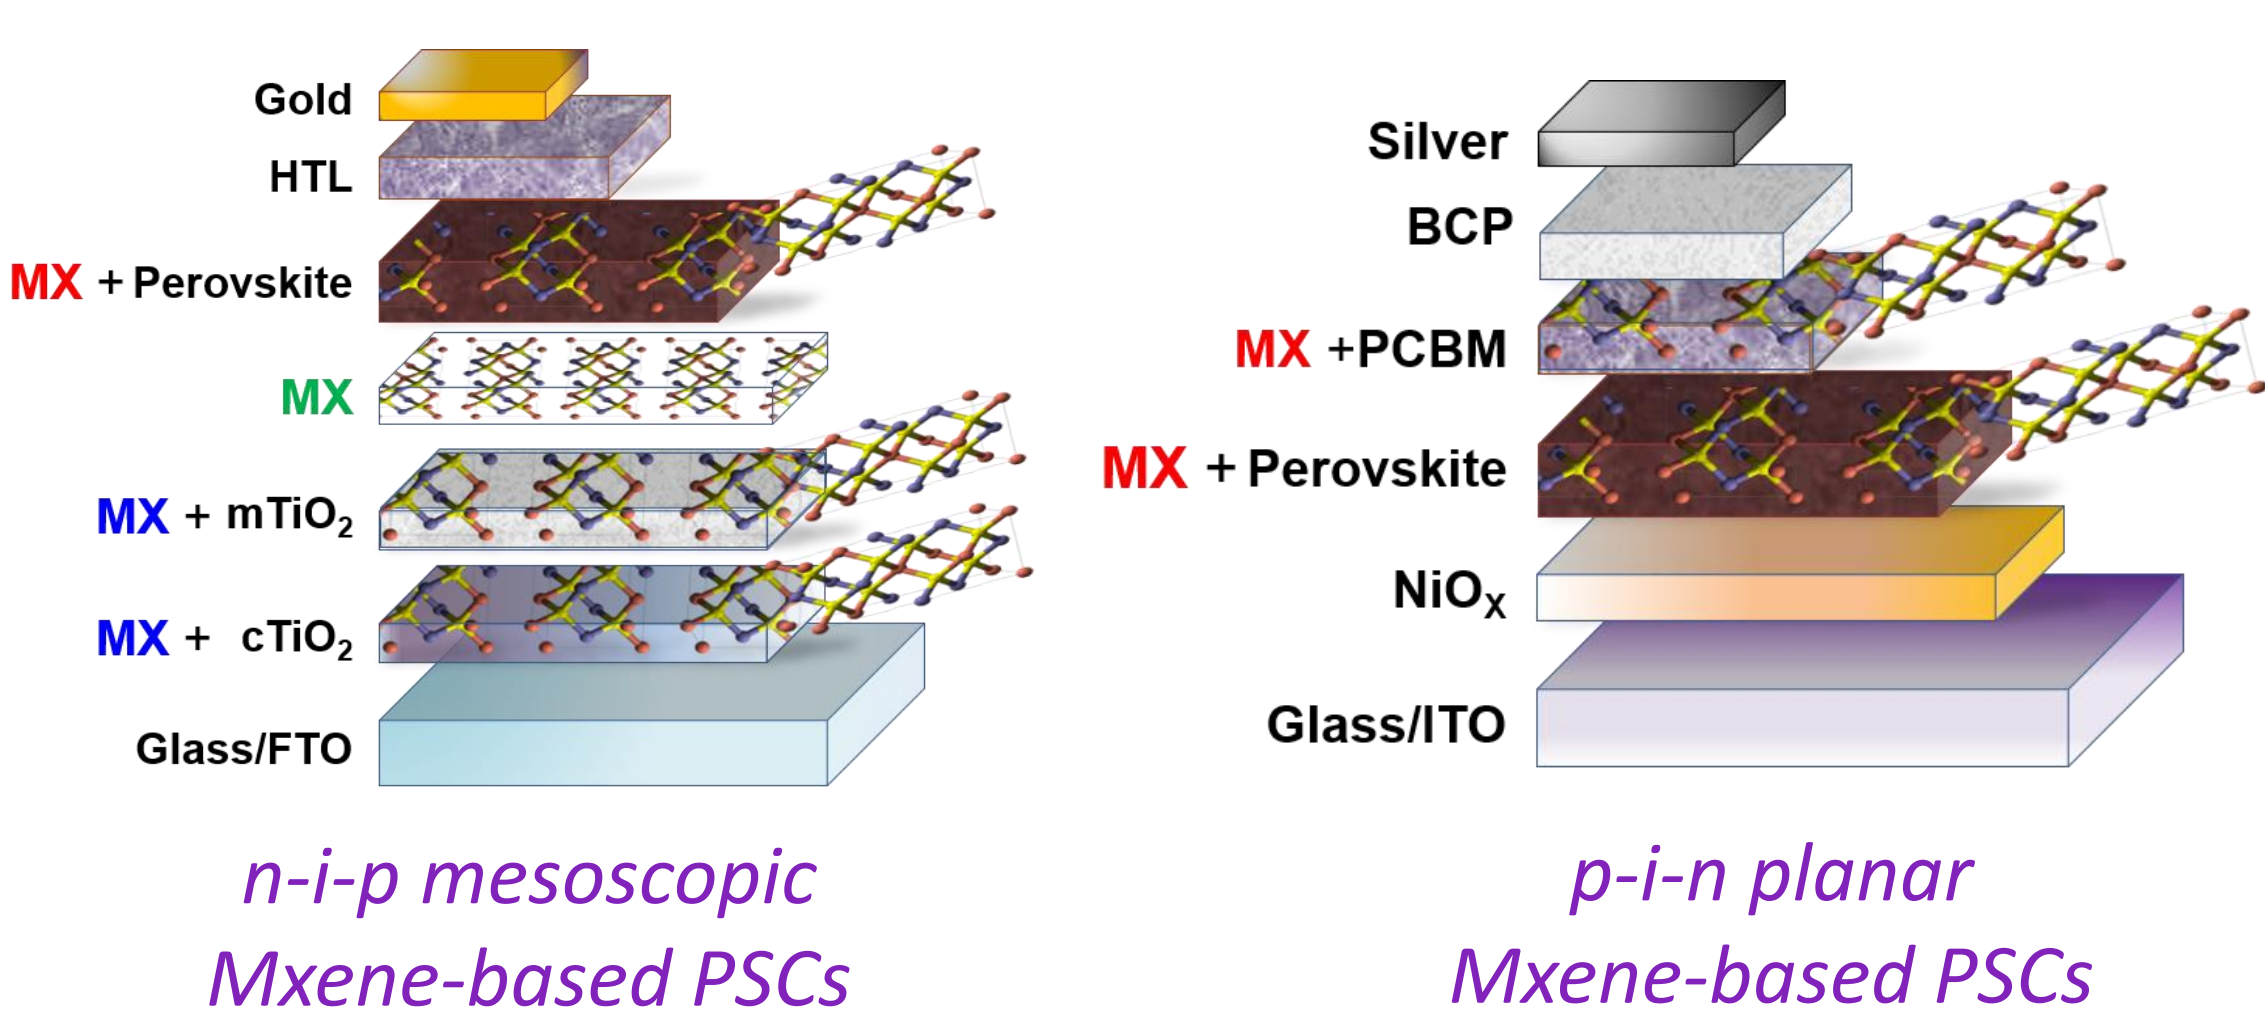 Gold
HTL
MX + Perovskite
MX
MX + mTiO₂
MX + cTiO₂
Glass/FTO
n-i-p mesoscopic
Mxene-based PSCs
Silver
BCP
MX +PCBM
MX + Perovskite
NiOₓ
Glass/ITO
p-i-n planar
Mxene-based PSCs